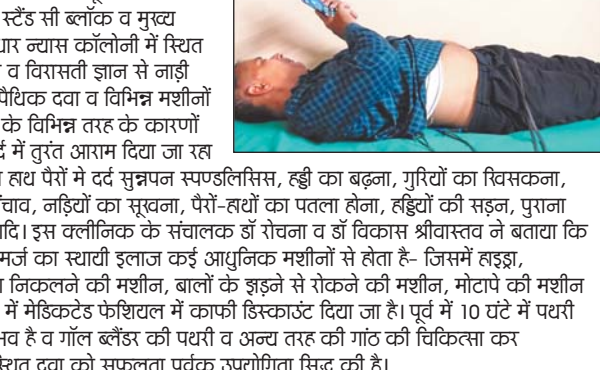 स्टैंड सी ब्लॉक व मुख्य
धार न्यास कॉलोनी में स्थित
व विरासती ज्ञान से नाड़ी
पैथिक दवा व विभिन्न मशीनों
के विभिन्न तरह के कारणों
र्द में तुरंत आराम दिया जा रहा
हाथ पैरों मे दर्द सुन्नपन स्पण्डलिसिस, हड्डी का बढ़ना, गुरियों का खिसकना,
ंचाव, नड़ियों का सूखना, पैरों-हाथों का पतला होना, हड्डियों की सड़न, पुराना
दि। इस क्लीनिक के संचालक डॉ रोचना व डॉ विकास श्रीवास्तव ने बताया कि
मर्ज का स्थायी इलाज कई आधुनिक मशीनों से होता है- जिसमें हाइड्रा,
निकलने की मशीन, बालों के झड़ने से रोकने की मशीन, मोटापे की मशीन
में मेडिकटेड फेशियल में काफी डिस्काउंट दिया जा है। पूर्व में 10 घंटे में पथरी
भव है व गॉल ब्लैंडर की पथरी व अन्य तरह की गांठ की चिकित्सा कर
स्थित दवा को सफलता पूर्वक उपयोगिता सिद्ध की है।